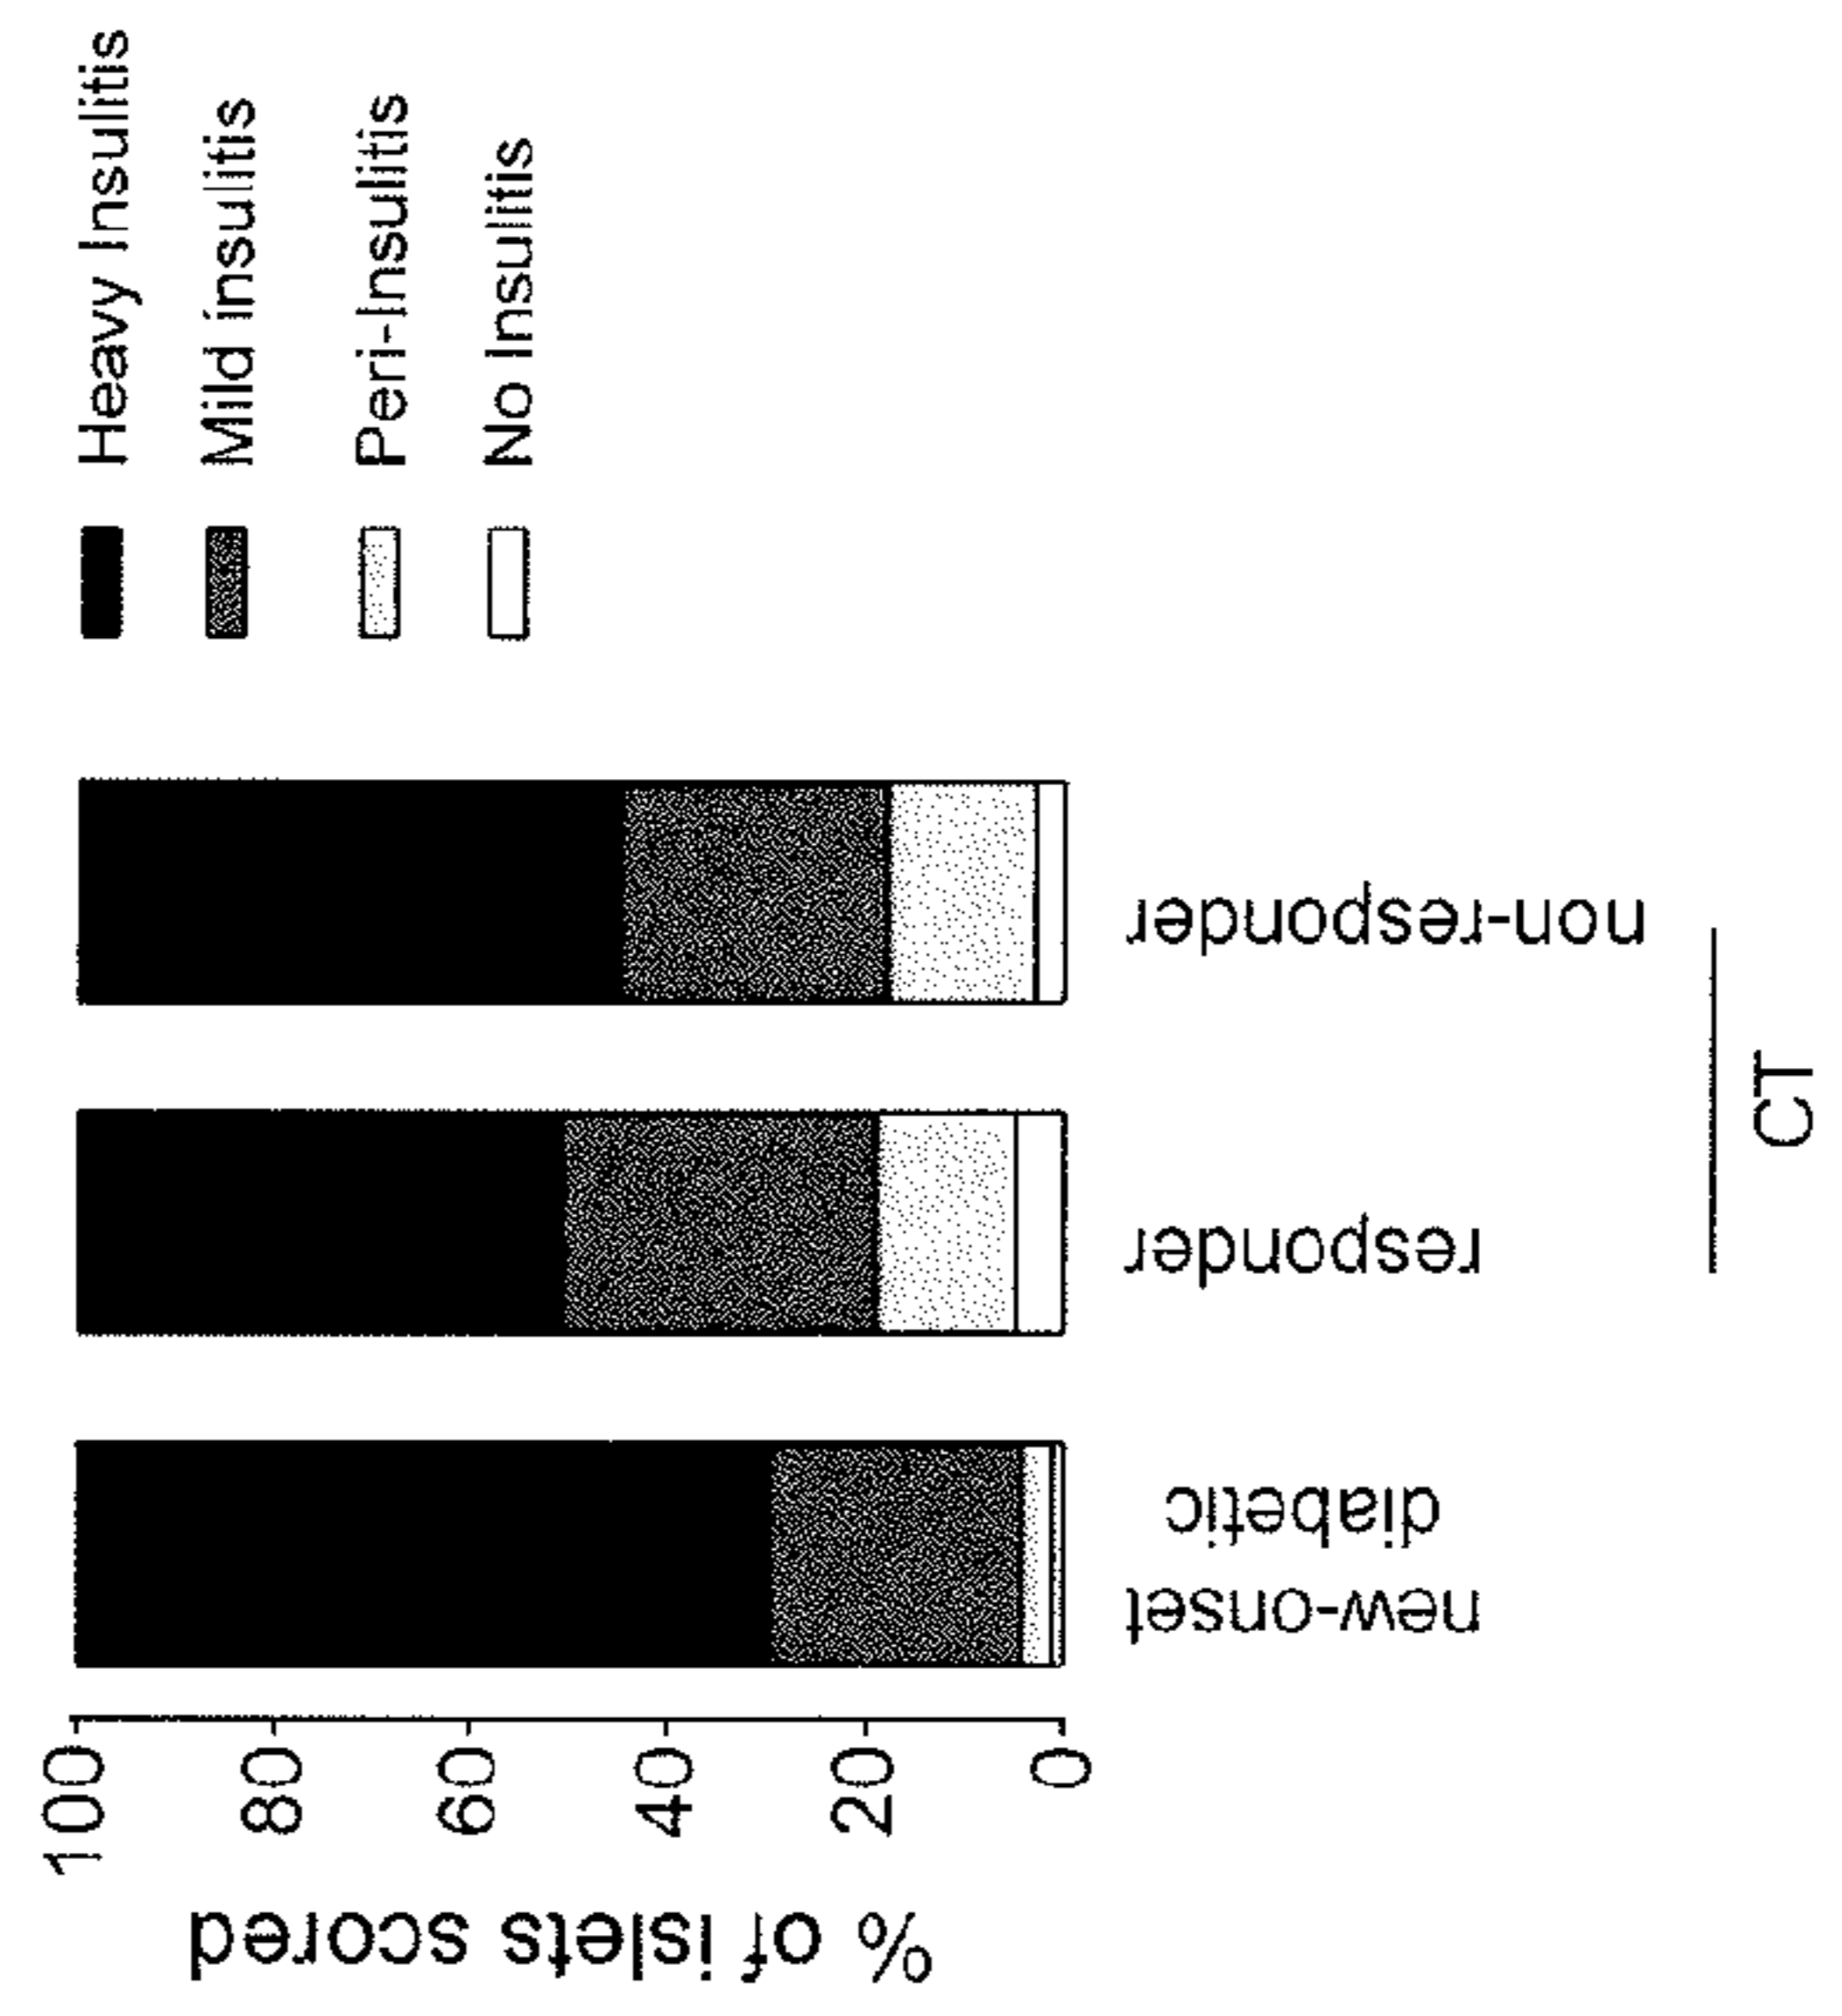 % of islets scored
100
80
60
40
20
0
new-onset
diabetic
responder
non-responder
CT
Heavy Insulitis
Mild insulitis
Peri-Insulitis
No Insulitis